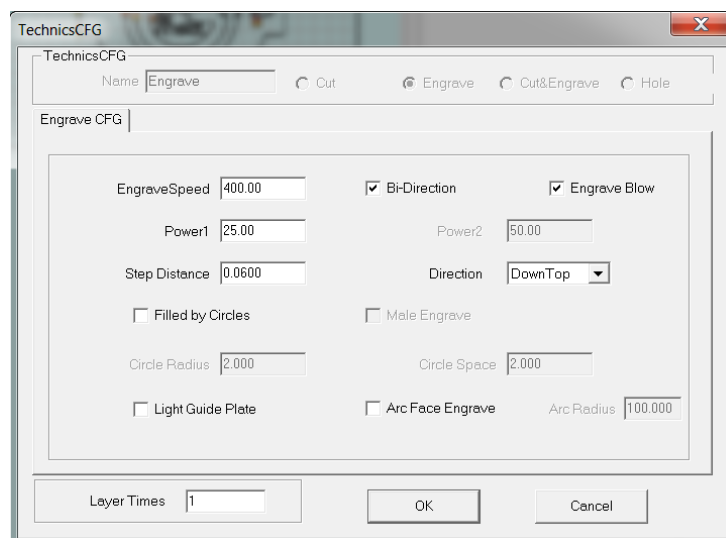 TechnicsCFG
TechnicsCFG
Name Engrave Cut Engrave Cut&Engrave Hole
Engrave CFG
EngraveSpeed 400.00 Bi-Direction Engrave Blow
Power1 25.00 Power2 50.00
Step Distance 0.0600 Direction DownTop
Filled by Circles Male Engrave
Circle Radius 2.000 Circle Space 2.000
Light Guide Plate Arc Face Engrave Arc Radius 100.000
Layer Times 1 OK Cancel